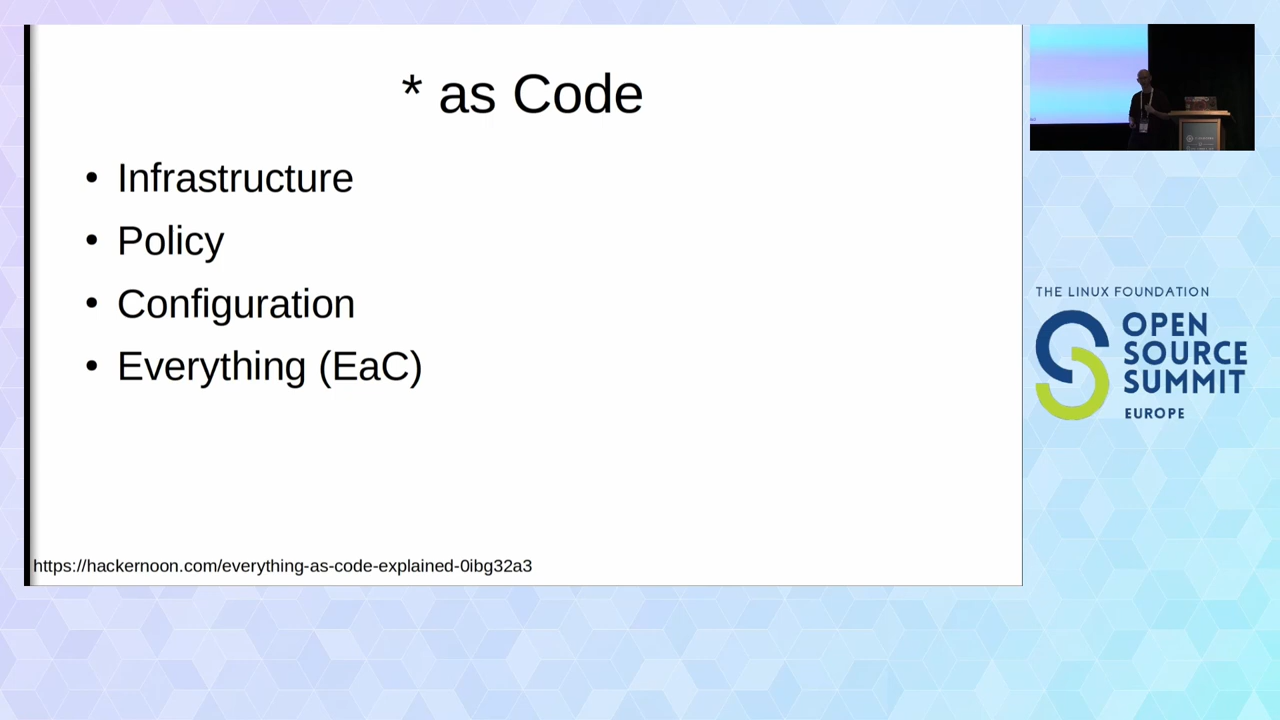 * as Code
• Infrastructure
• Policy
• Configuration
• Everything (EaC)
https://hackernoon.com/everything-as-code-explained-0ibg32a3
THE LINUX FOUNDATION
OPEN
SOURCE
SUMMIT
EUROPE